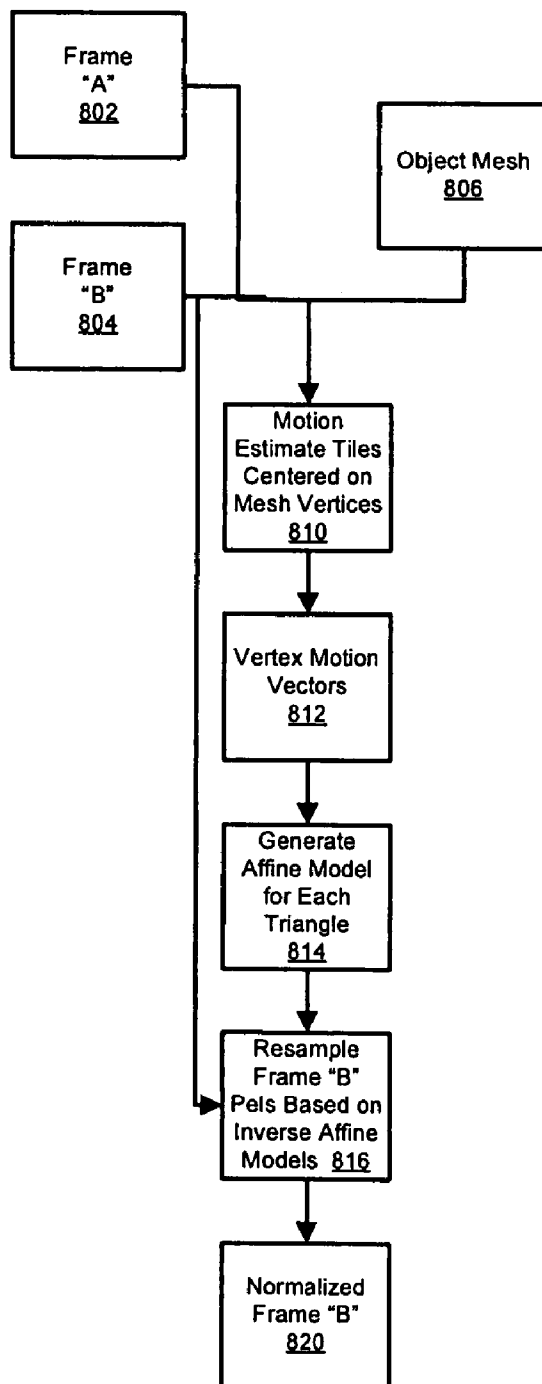 Frame
"A"
802
Object Mesh
806
Frame
"B"
804
Motion
Estimate Tiles
Centered on
Mesh Vertices
810
Vertex Motion
Vectors
812
Generate
Affine Model
for Each
Triangle
814
Resample
Frame "B"
Pels Based on
Inverse Affine
Models 816
Normalized
Frame "B"
820